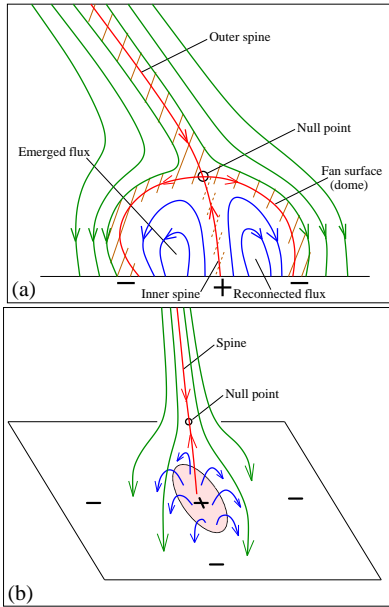 Outer spine
Null point
Emerged flux
Fan surface
(dome)
− + −
(a)
Inner spine
Reconnected flux
Spine
Null point
− + −
−
(b)